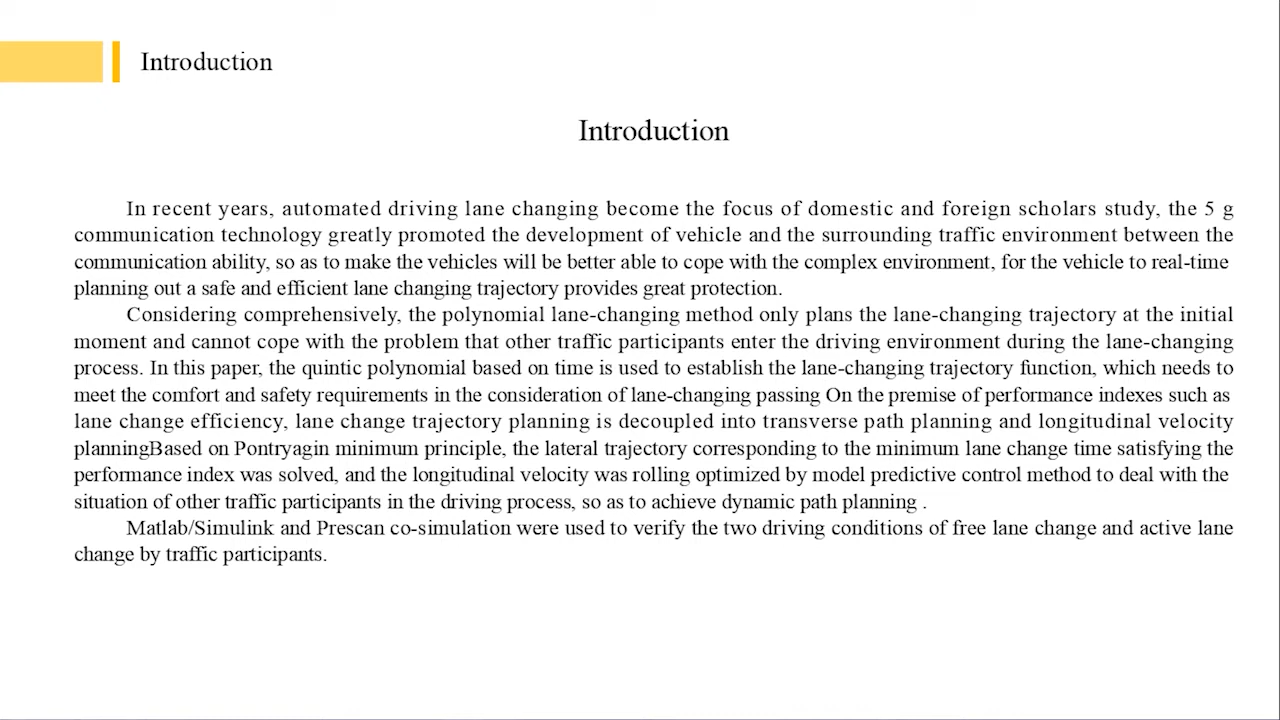 Introduction
Introduction
In recent years, automated driving lane changing become the focus of domestic and foreign scholars study, the 5 g
communication technology greatly promoted the development of vehicle and the surrounding traffic environment between the
communication ability, so as to make the vehicles will be better able to cope with the complex environment, for the vehicle to real-time
planning out a safe and efficient lane changing trajectory provides great protection.
Considering comprehensively, the polynomial lane-changing method only plans the lane-changing trajectory at the initial
moment and cannot cope with the problem that other traffic participants enter the driving environment during the lane-changing
process. In this paper, the quintic polynomial based on time is used to establish the lane-changing trajectory function, which needs to
meet the comfort and safety requirements in the consideration of lane-changing passing On the premise of performance indexes such as
lane change efficiency, lane change trajectory planning is decoupled into transverse path planning and longitudinal velocity
planningBased on Pontryagin minimum principle, the lateral trajectory corresponding to the minimum lane change time satisfying the
performance index was solved, and the longitudinal velocity was rolling optimized by model predictive control method to deal with the
situation of other traffic participants in the driving process, so as to achieve dynamic path planning .
Matlab/Simulink and Prescan co-simulation were used to verify the two driving conditions of free lane change and active lane
change by traffic participants.